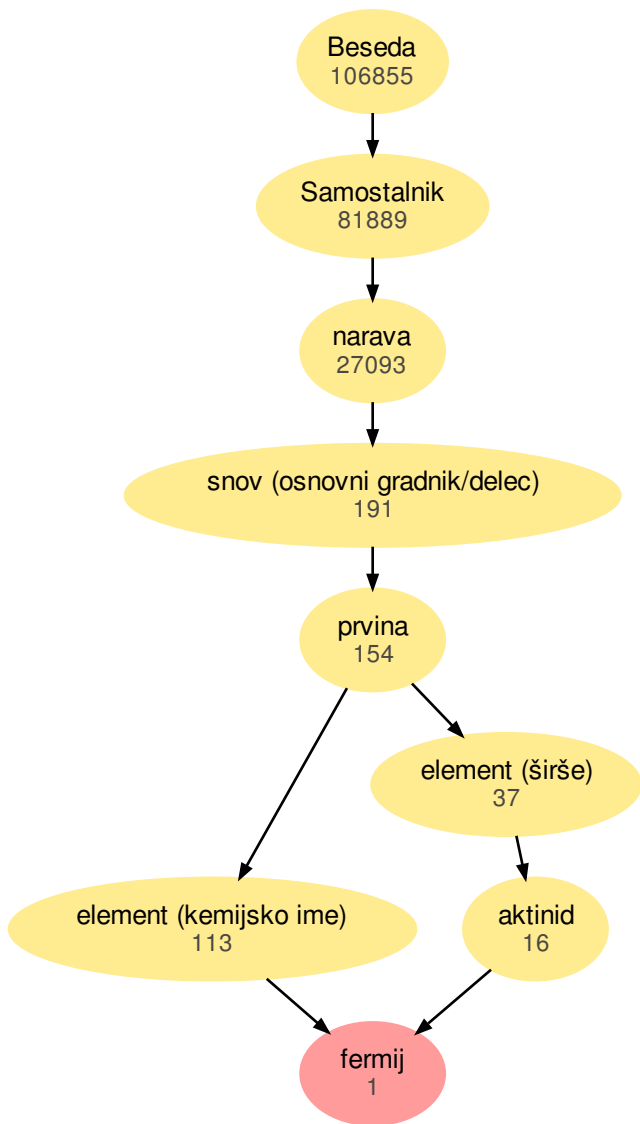 Beseda
106855
Samostalnik
81889
narava
27093
snov (osnovni gradnik/delec)
191
prvina
154
element (širše)
37
element (kemijsko ime)
113
aktinid
16
fermij
1